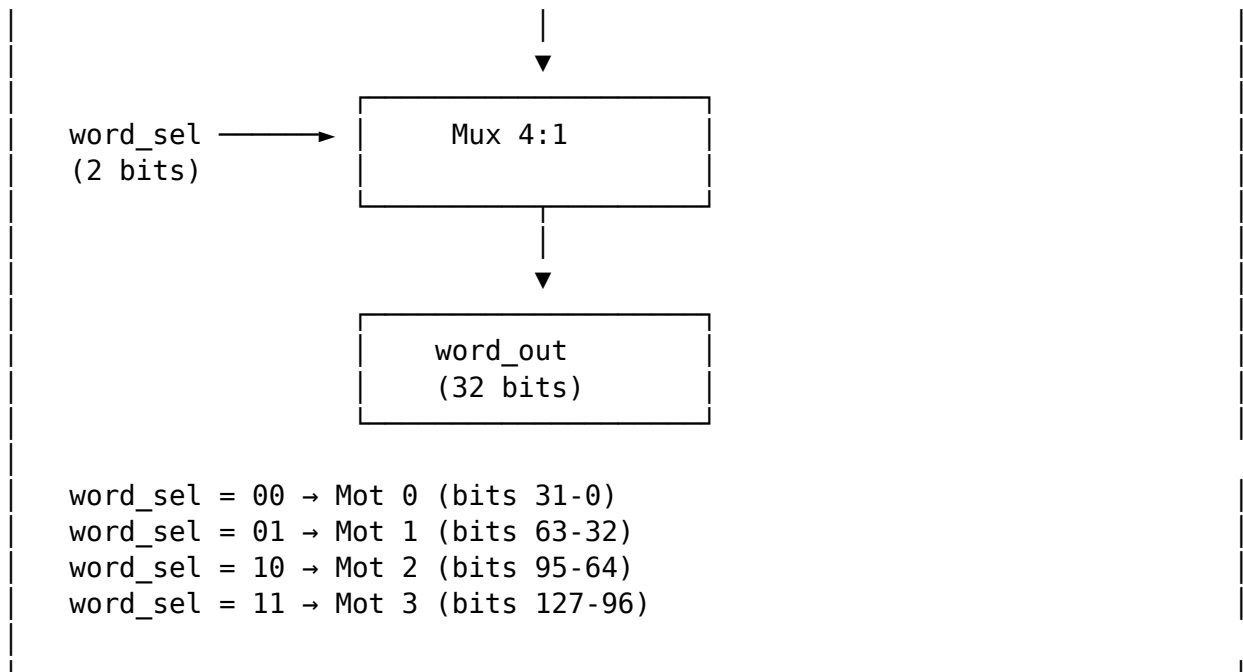 word_sel Mux 4:1
(2 bits)
word_out
(32 bits)
word_sel = 00 → Mot 0 (bits 31-0)
word_sel = 01 → Mot 1 (bits 63-32)
word_sel = 10 → Mot 2 (bits 95-64)
word_sel = 11 → Mot 3 (bits 127-96)